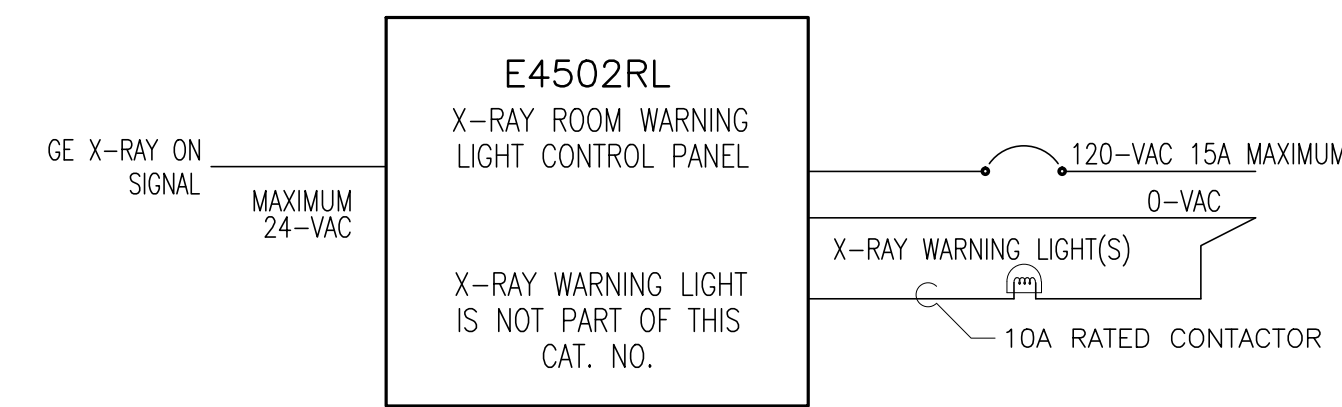 E4502RL
X-RAY ROOM WARNING
LIGHT CONTROL PANEL
GE X-RAY ON
SIGNAL
MAXIMUM
24-VAC
120-VAC 15A MAXIMUM
0-VAC
X-RAY WARNING LIGHT(S)
X-RAY WARNING LIGHT
IS NOT PART OF THIS
CAT. NO.
10A RATED CONTACTOR